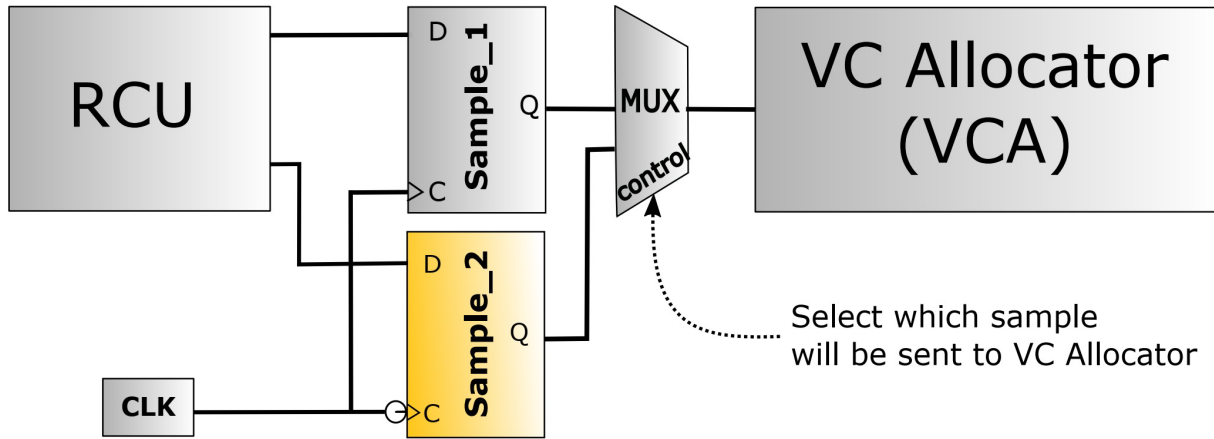 RCU
D
Sample_1
Q
C
MUX
control
VC Allocator
(VCA)
D
Sample_2
Q
C
CLK
Select which sample
will be sent to VC Allocator